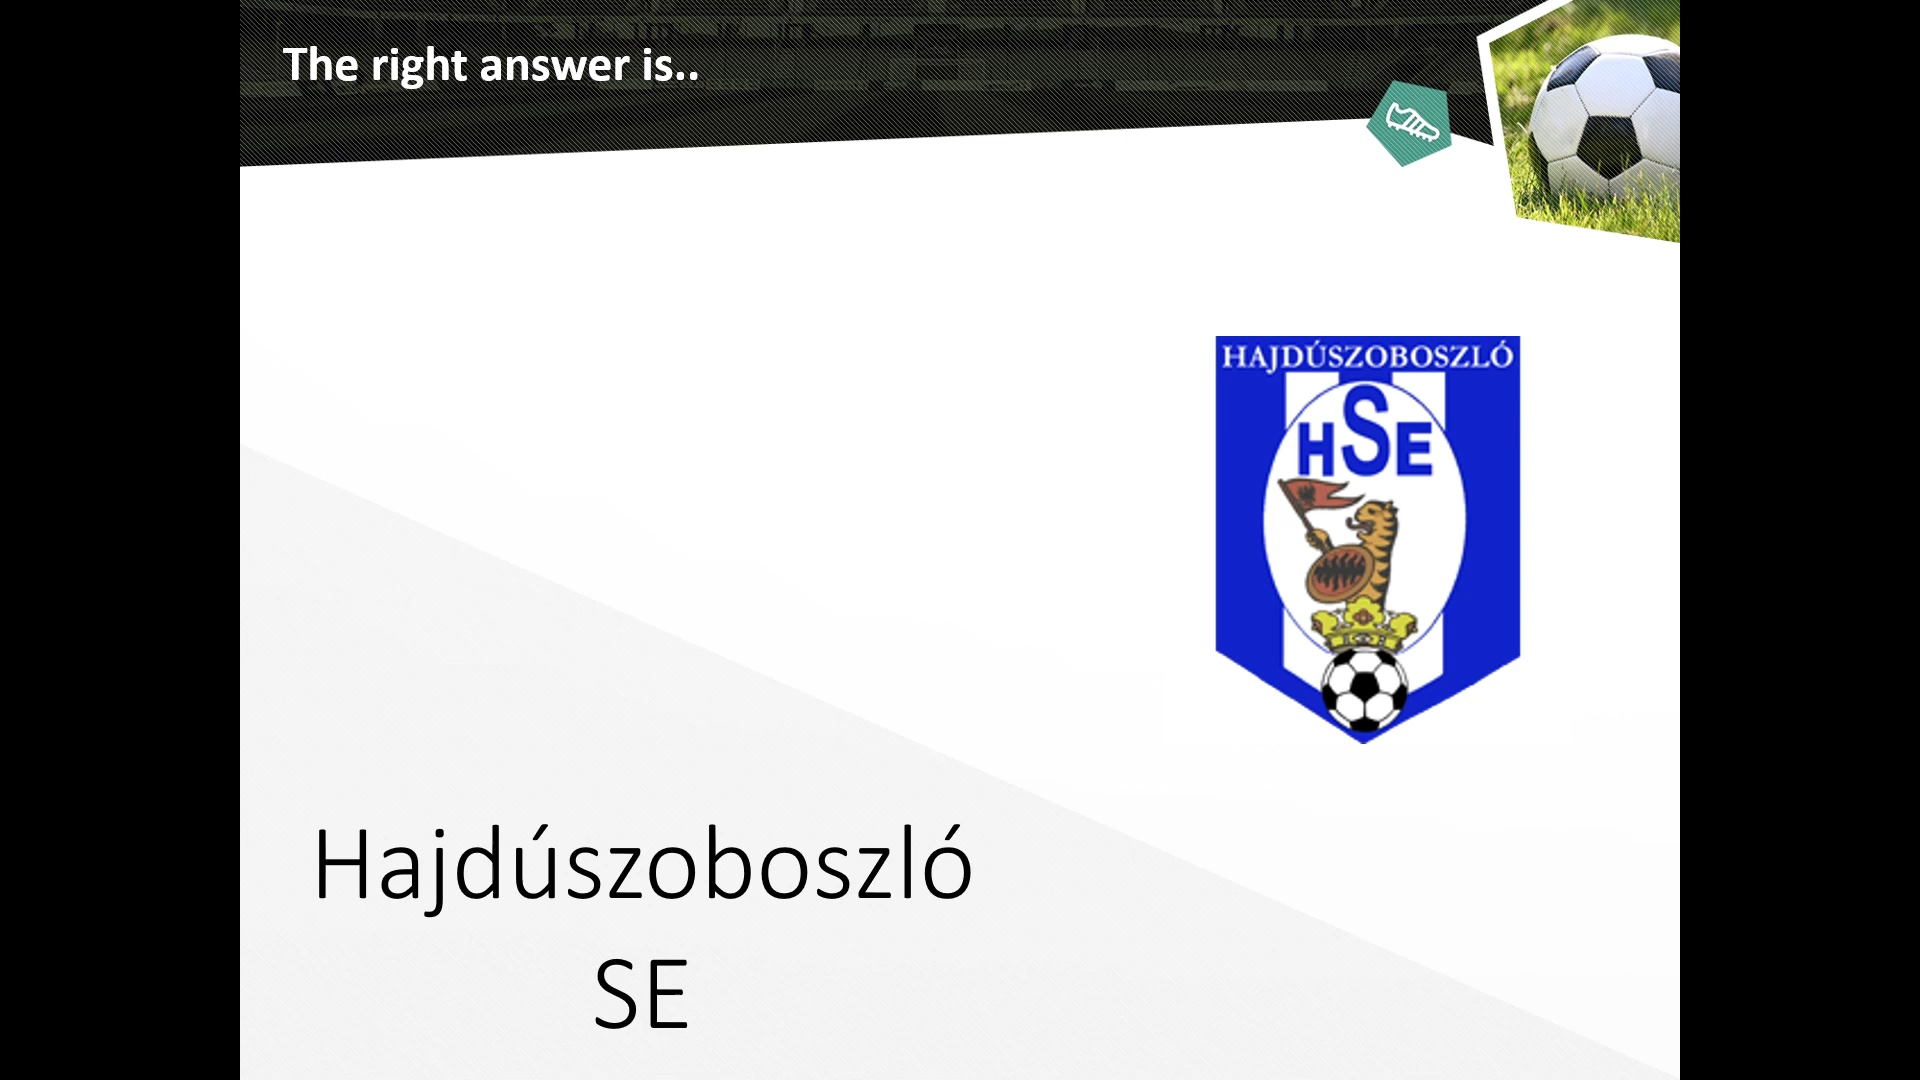 The right answer is..
HAJDÚSZOBOSZLÓ
HSE
Hajdúszoboszló
SE